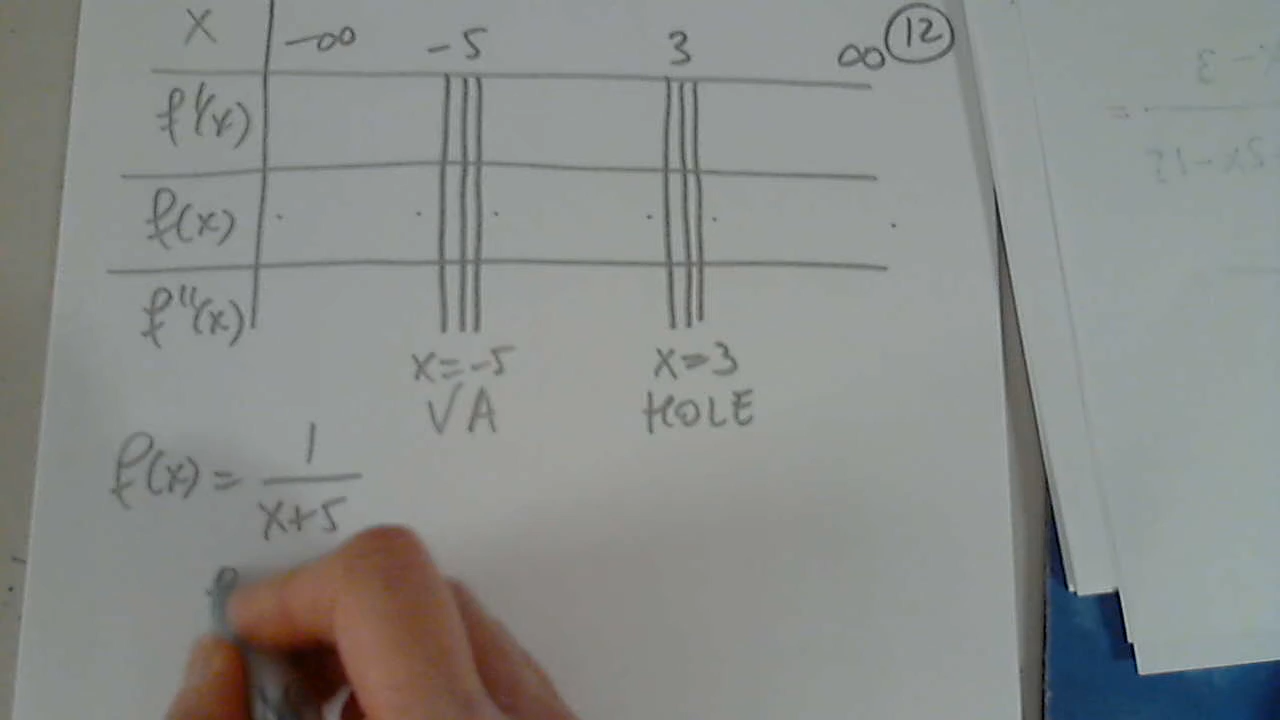 x -∞ -5 3 ∞ 12
f'(x)
f(x)
f''(x)
x=-5 x=3
VA HOLE
f(x) = 1/x+5